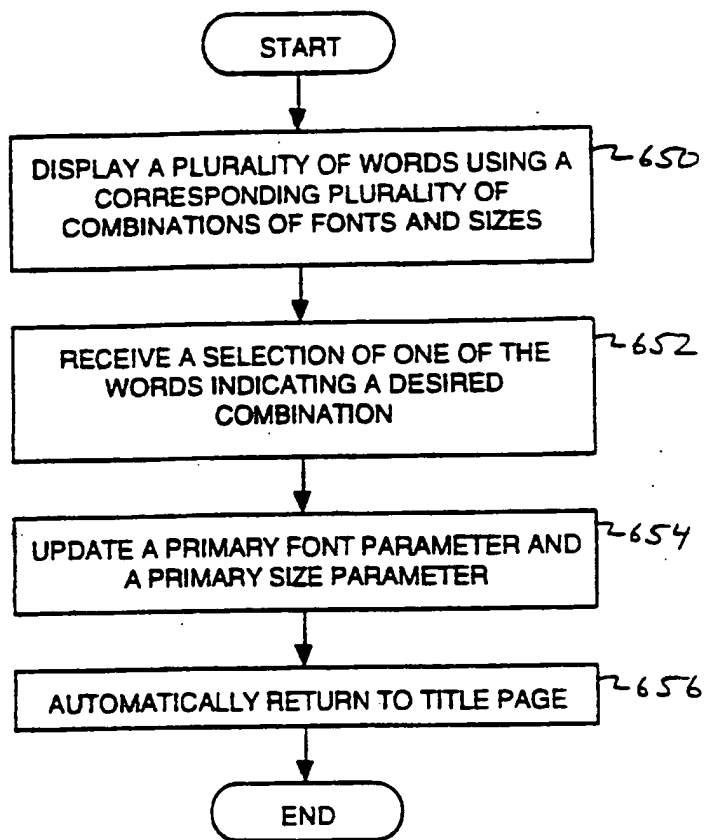 START
DISPLAY A PLURALITY OF WORDS USING A
CORRESPONDING PLURALITY OF
COMBINATIONS OF FONTS AND SIZES
650
RECEIVE A SELECTION OF ONE OF THE
WORDS INDICATING A DESIRED
COMBINATION
652
UPDATE A PRIMARY FONT PARAMETER AND
A PRIMARY SIZE PARAMETER
654
AUTOMATICALLY RETURN TO TITLE PAGE
656
END